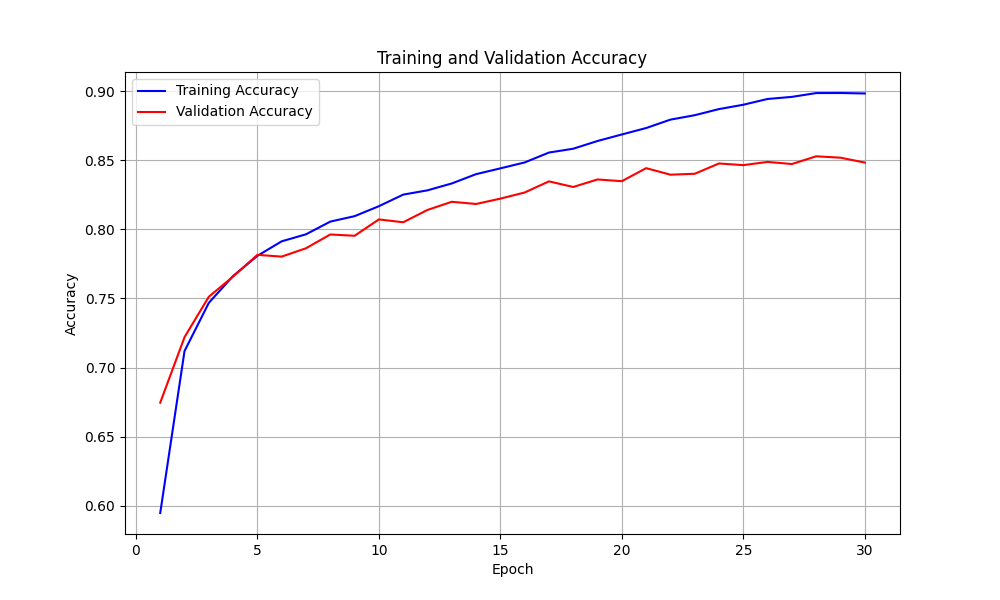 Training and Validation Accuracy
Training Accuracy
Validation Accuracy
0.90
0.85
0.80
0.75
0.70
0.65
0.60
Accuracy
0 5 10 15 20 25 30
Epoch